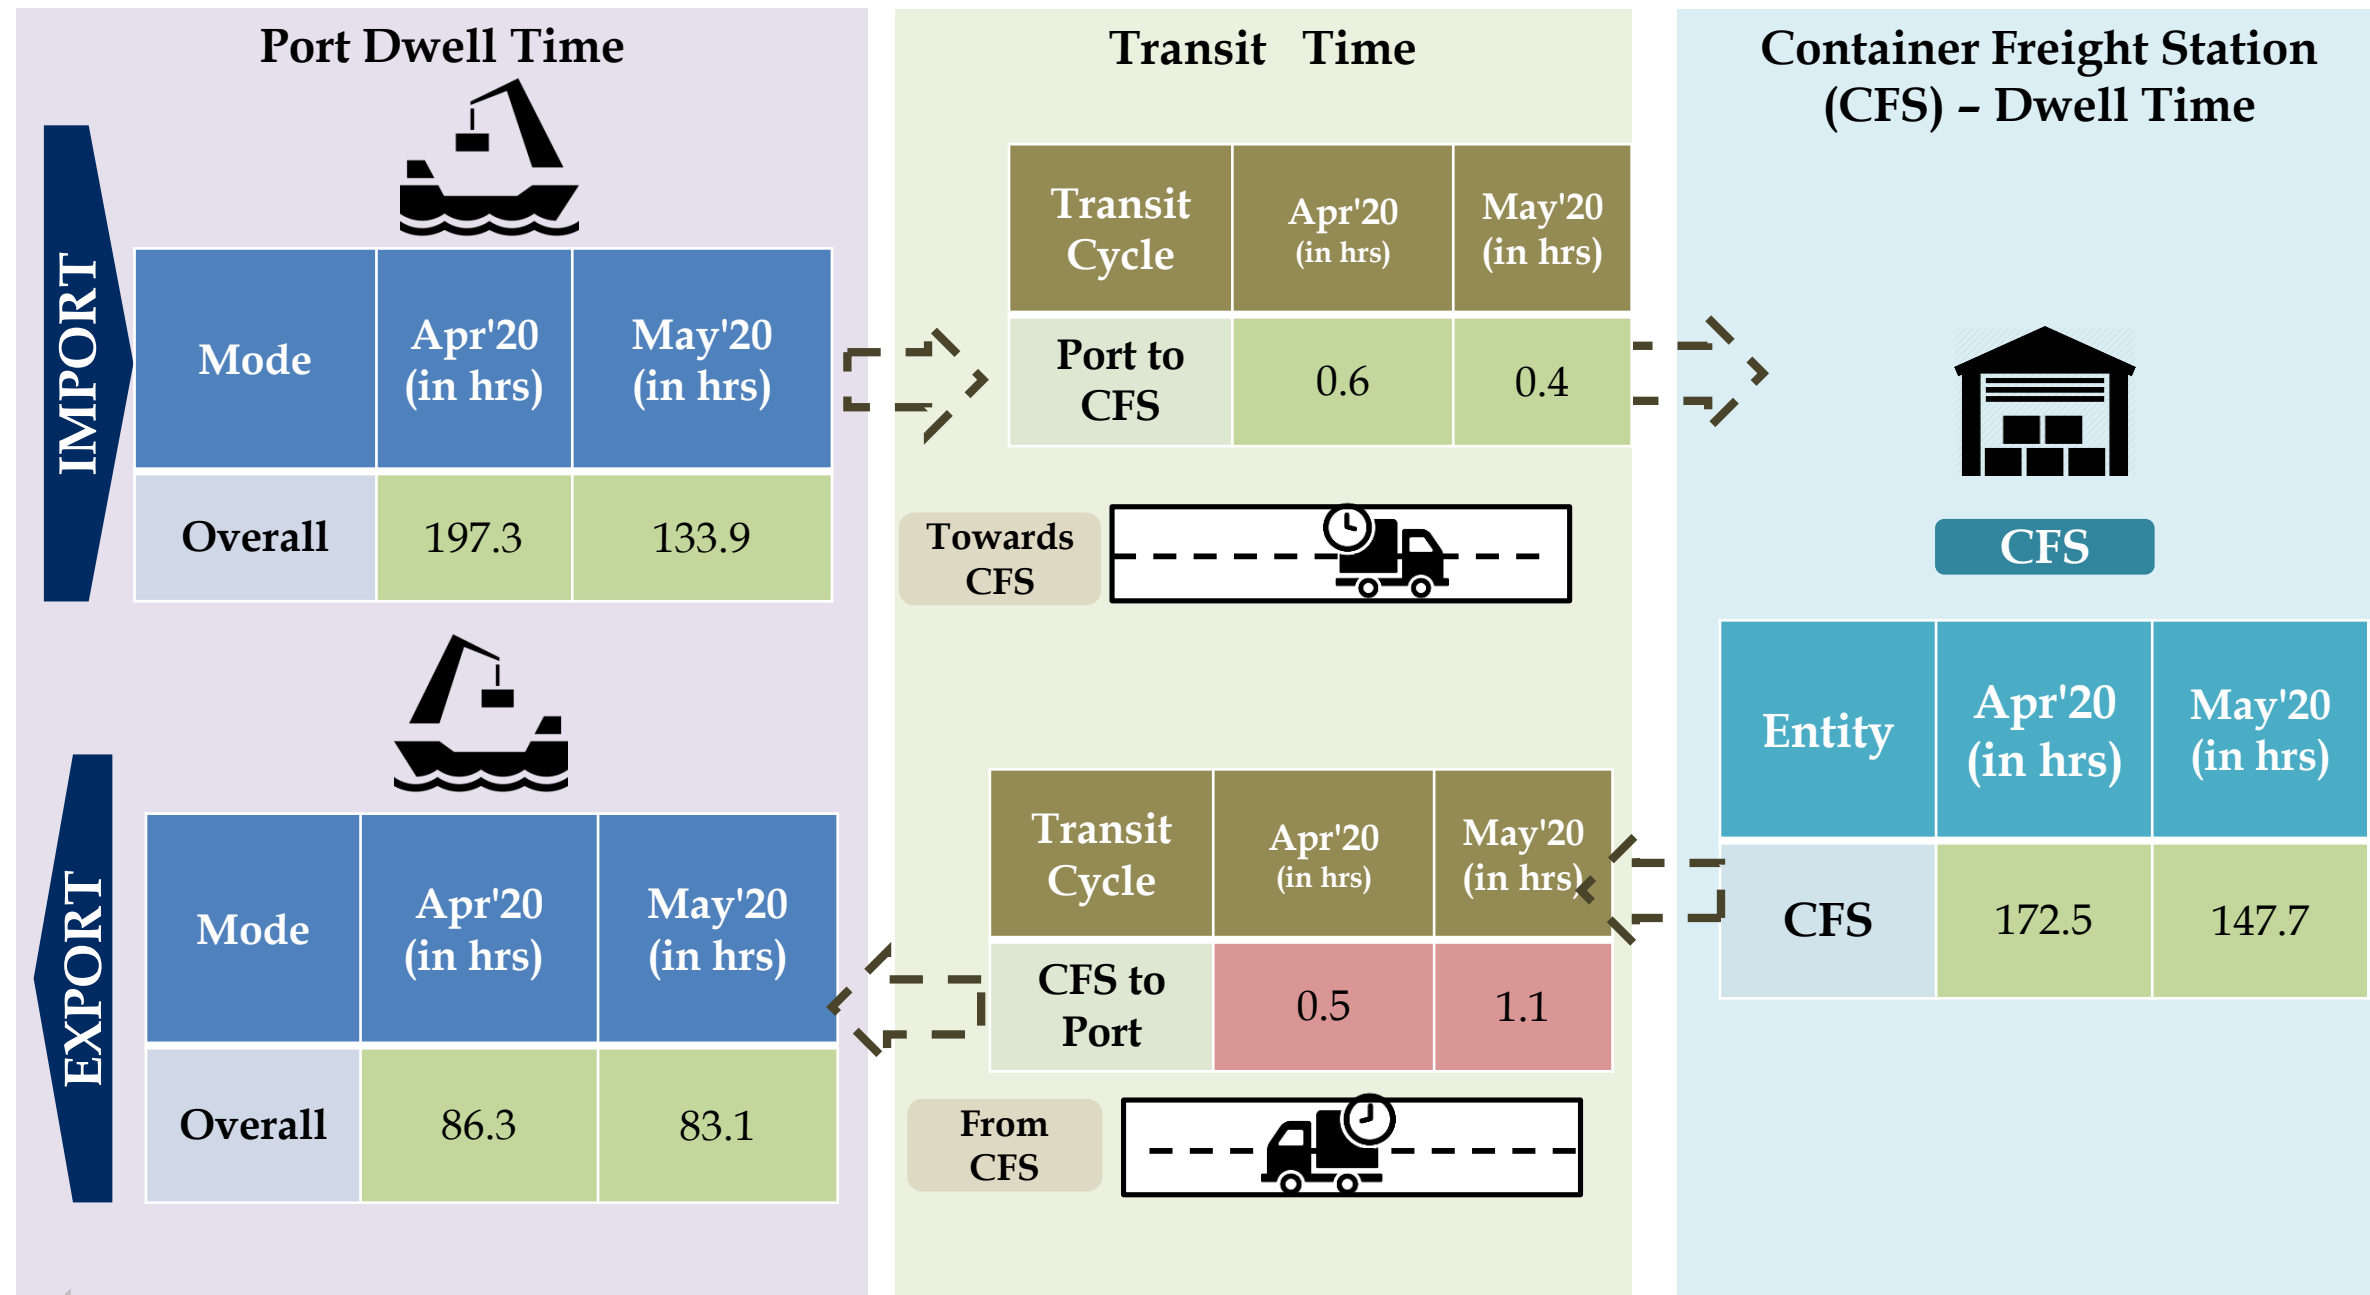 Port Dwell Time
IMPORT
Mode
Apr'20
(in hrs)
May'20
(in hrs)
Overall
197.3
133.9
EXPORT
Mode
Apr'20
(in hrs)
May'20
(in hrs)
Overall
86.3
83.1
Transit Time
Transit
Cycle
Apr'20
(in hrs)
May'20
(in hrs)
Port to
CFS
0.6
0.4
Towards
CFS
Transit
Cycle
Apr'20
(in hrs)
May'20
(in hrs)
CFS to
Port
0.5
1.1
From
CFS
Container Freight Station
(CFS) – Dwell Time
CFS
Entity
Apr'20
(in hrs)
May'20
(in hrs)
CFS
172.5
147.7